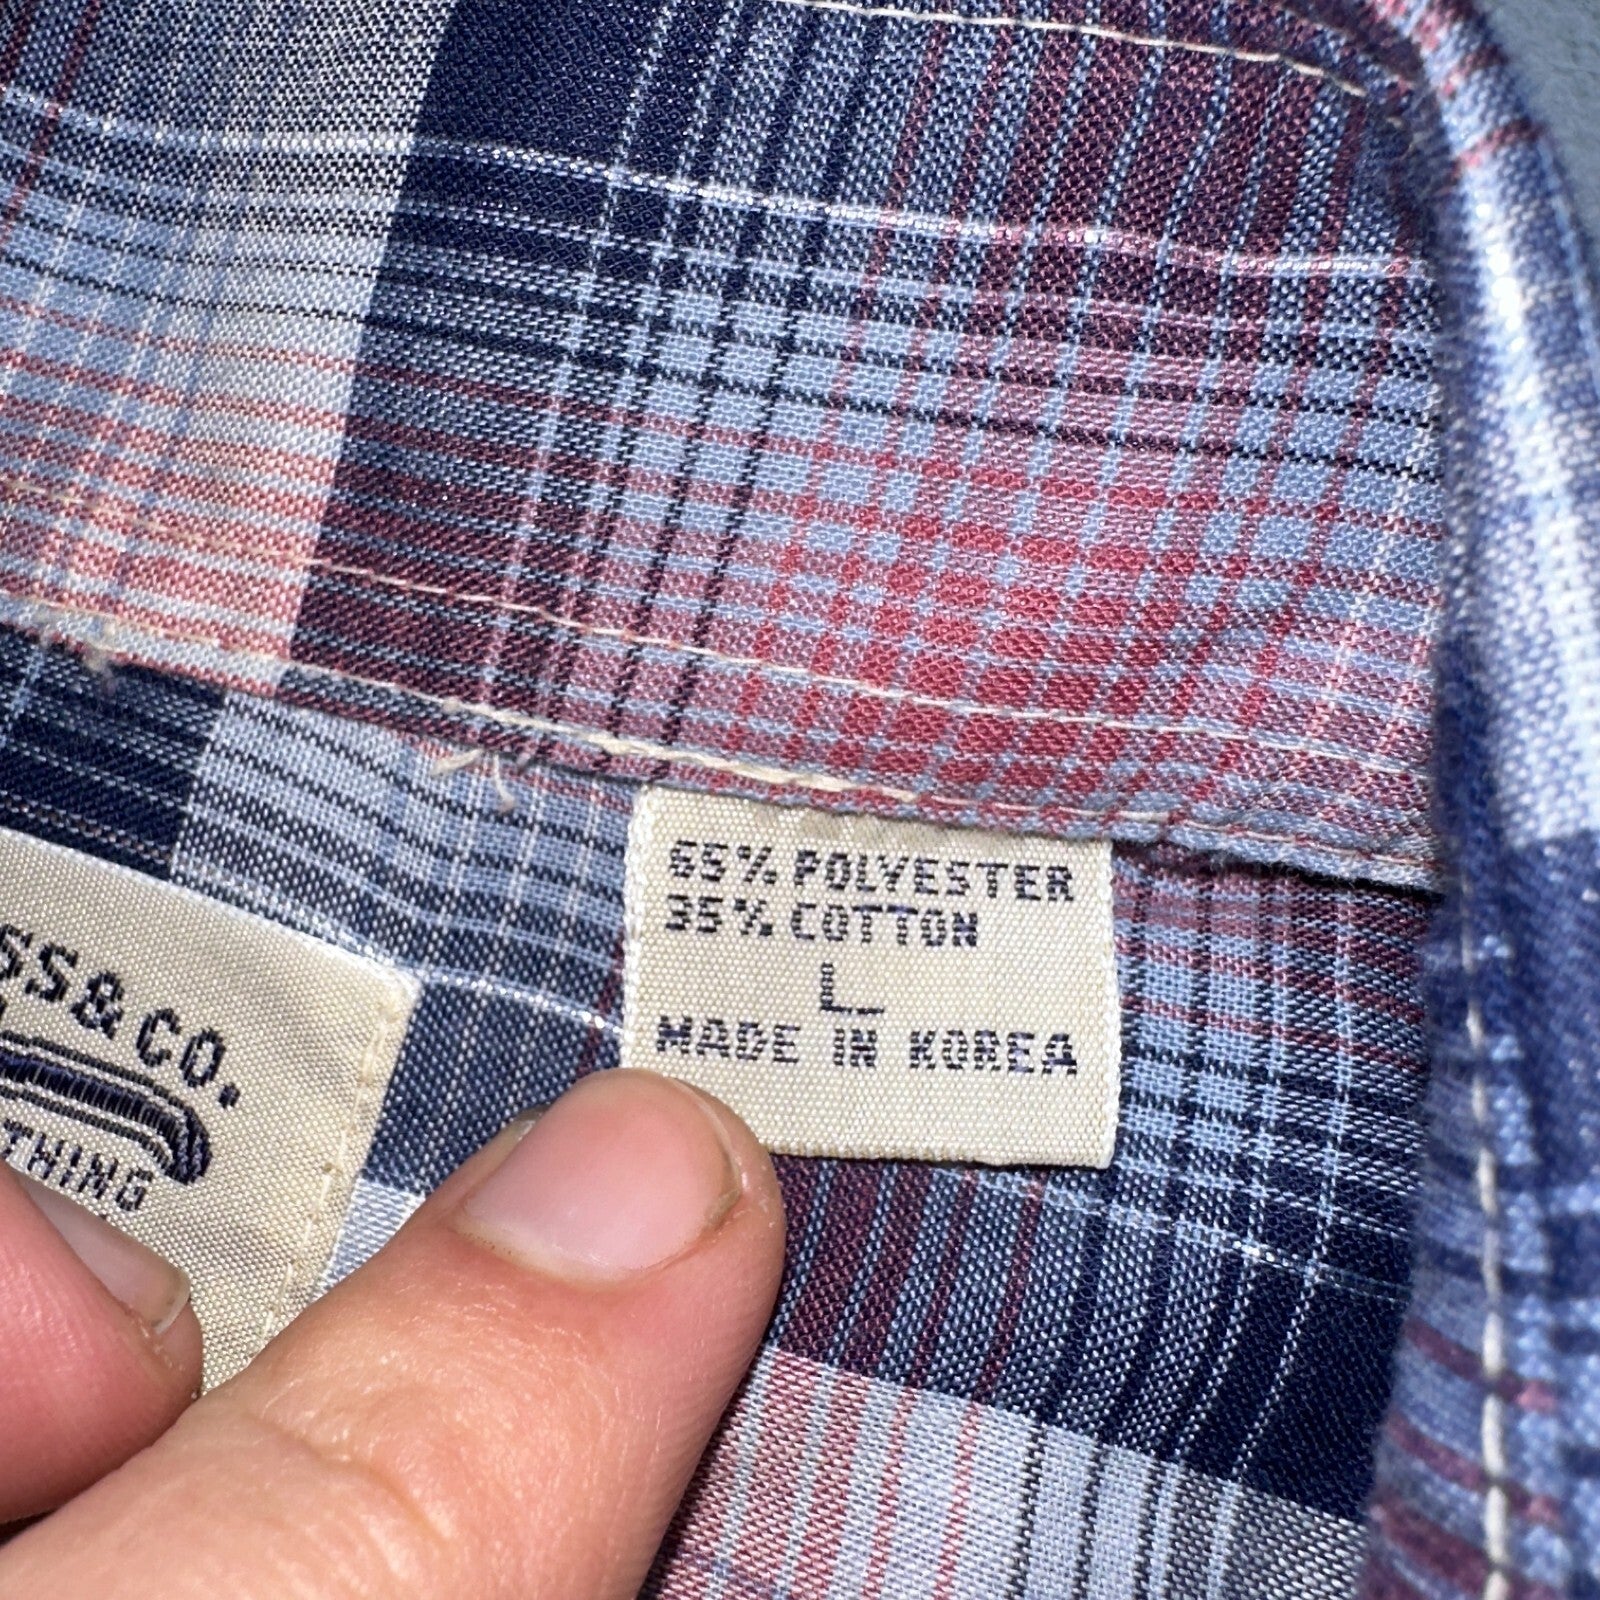 65% POLYESTER
35% COTTON
L
MADE IN KOREA
SS&CO.
THING